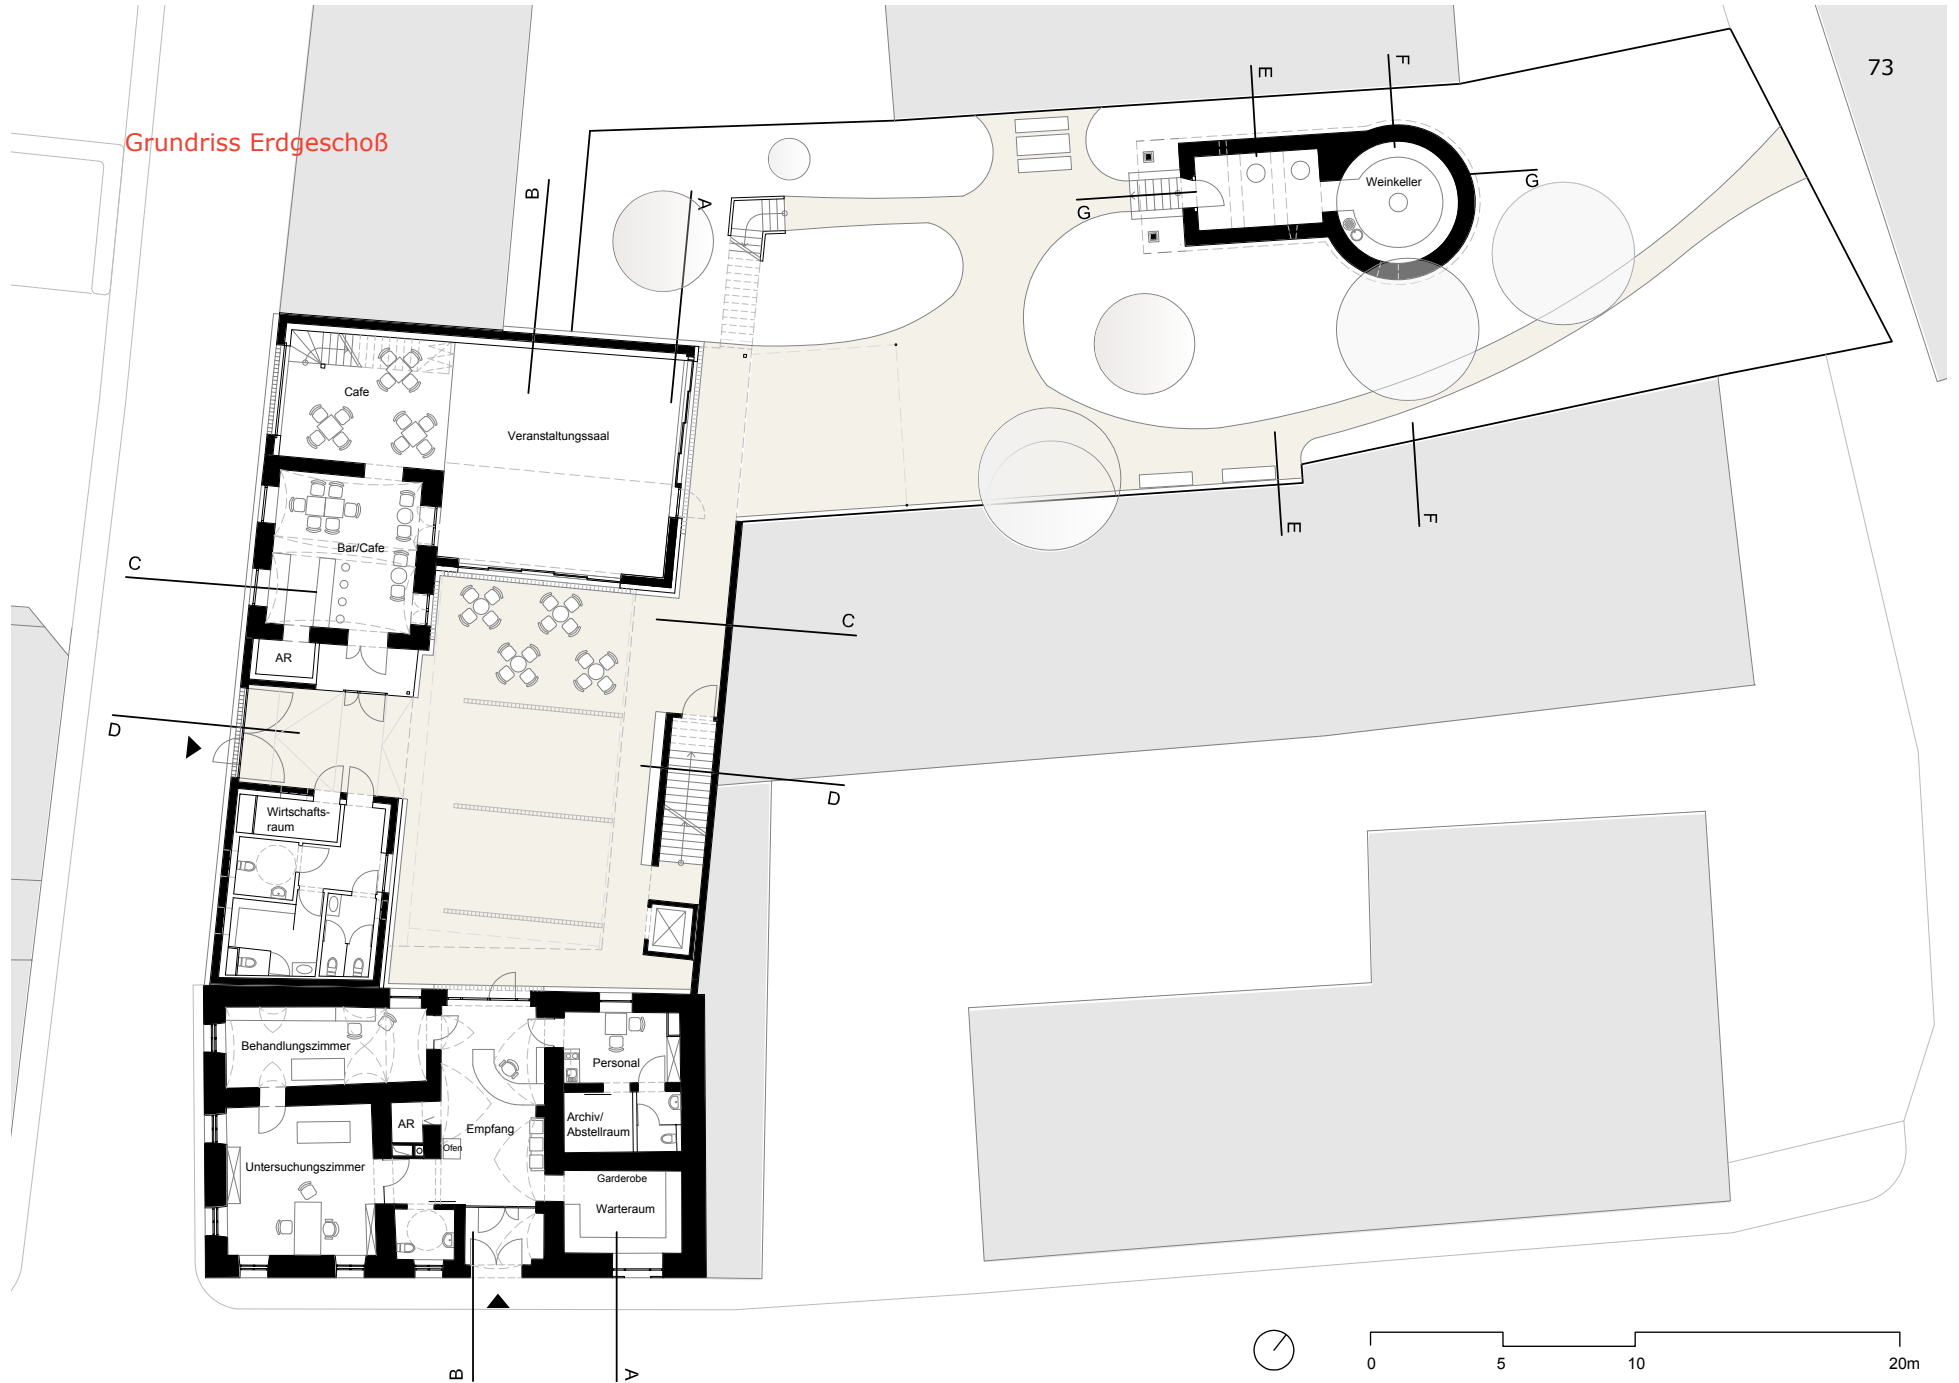 73
Grundriss Erdgeschoß
E
F
B
A
G
G
Weinkeller
Cafe
Veranstaltungssaal
E
F
Bar/Cafe
C
C
AR
D
D
Wirtschafts-
raum
Behandlungszimmer
Personal
AR
Empfang
Archiv/
Abstellraum
Ofen
Untersuchungszimmer
Garderobe
Warteraum
B
A
0
5
10
20m